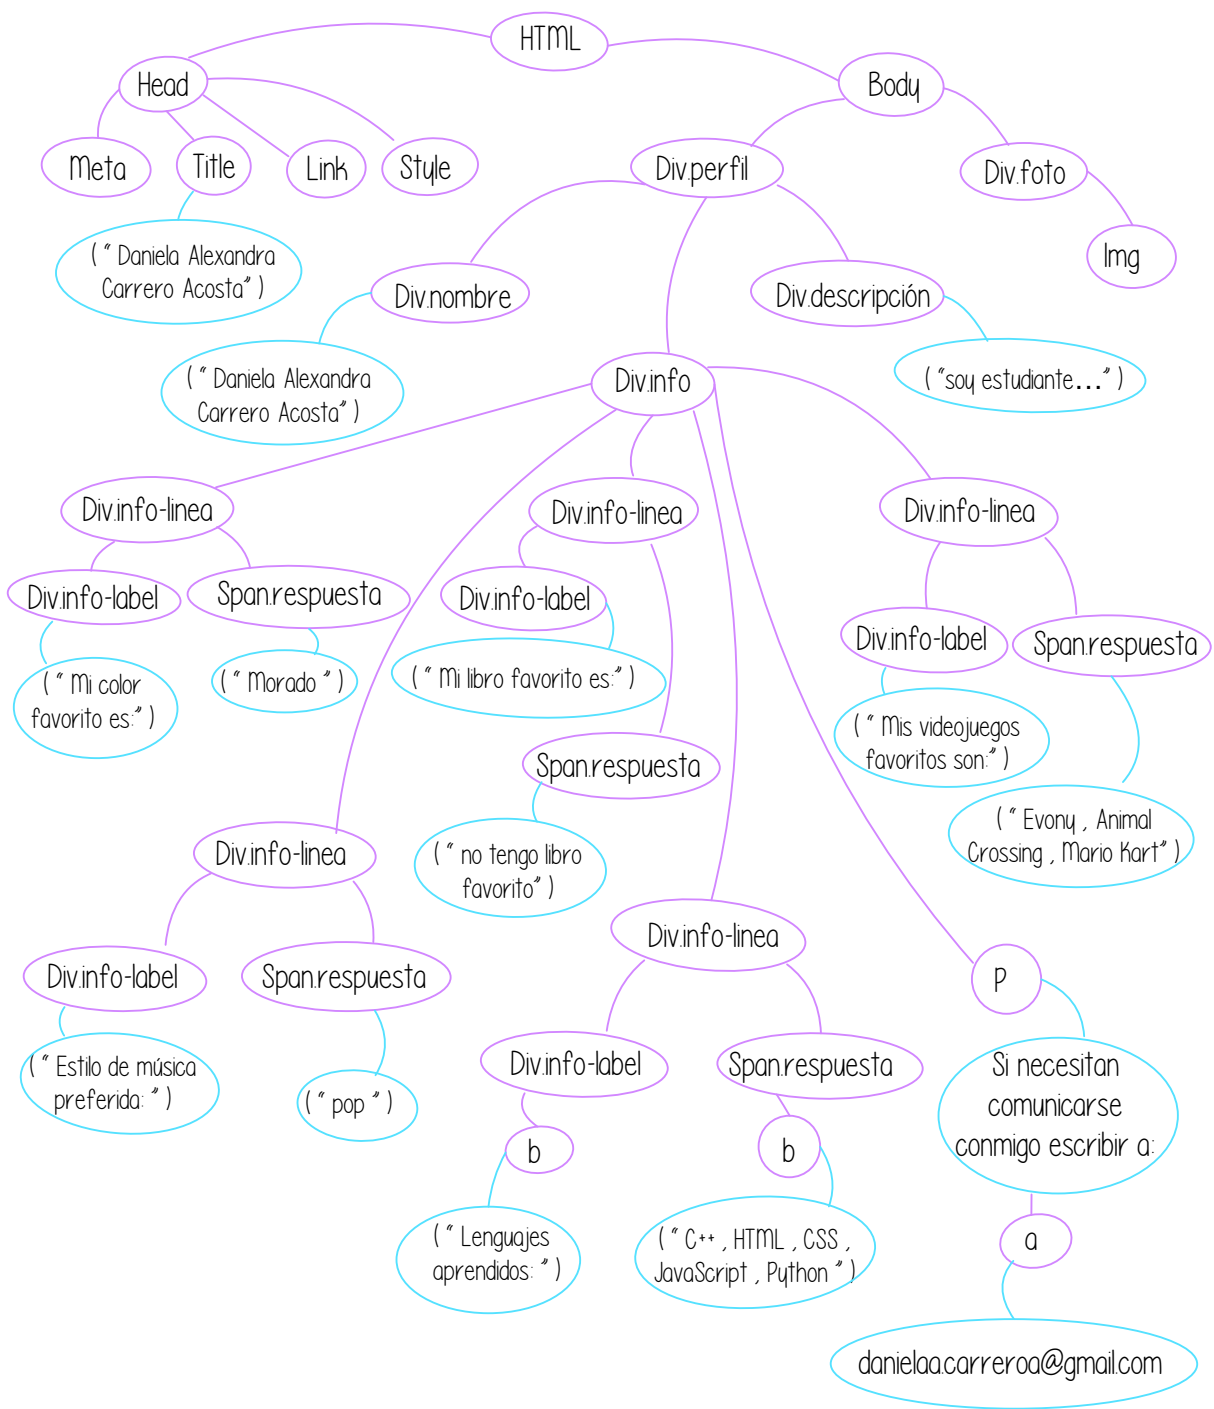 HTML
Head
Body
Meta
Title
Link
Style
Div.perfil
Div.foto
( “ Daniela Alexandra
Carrero Acosta” )
Img
Div.nombre
Div.descripción
( “ Daniela Alexandra
Carrero Acosta” )
Div.info
( “soy estudiante...” )
Div.info-linea
Div.info-linea
Div.info-linea
Div.info-label
Span.respuesta
Div.info-label
Div.info-label
Span.respuesta
( “ Mi color
favorito es:” )
( “ Morado ” )
( “ Mi libro favorito es:” )
( “ Mis videojuegos
favoritos son:” )
Span.respuesta
( “ Evony , Animal
Crossing , Mario Kart” )
Div.info-linea
( “ no tengo libro
favorito” )
Div.info-linea
Div.info-label
Span.respuesta
P
Div.info-label
Span.respuesta
( “ Estilo de música
preferida: ” )
( “ pop ” )
Si necesitan
comunicarse
conmigo escribir a:
b
b
( “ Lenguajes
aprendidos: ” )
( “ C++ , HTML , CSS ,
JavaScript , Python ” )
a
danielaa.carreroa@gmail.com